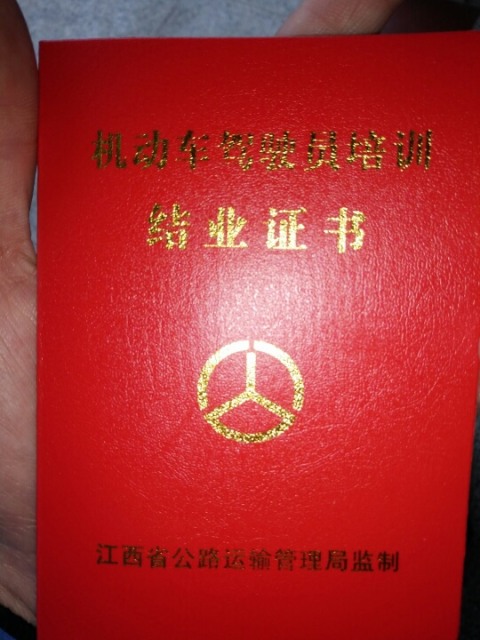 机动车驾驶员培训
结业证书
江西省公路运输管理局监制